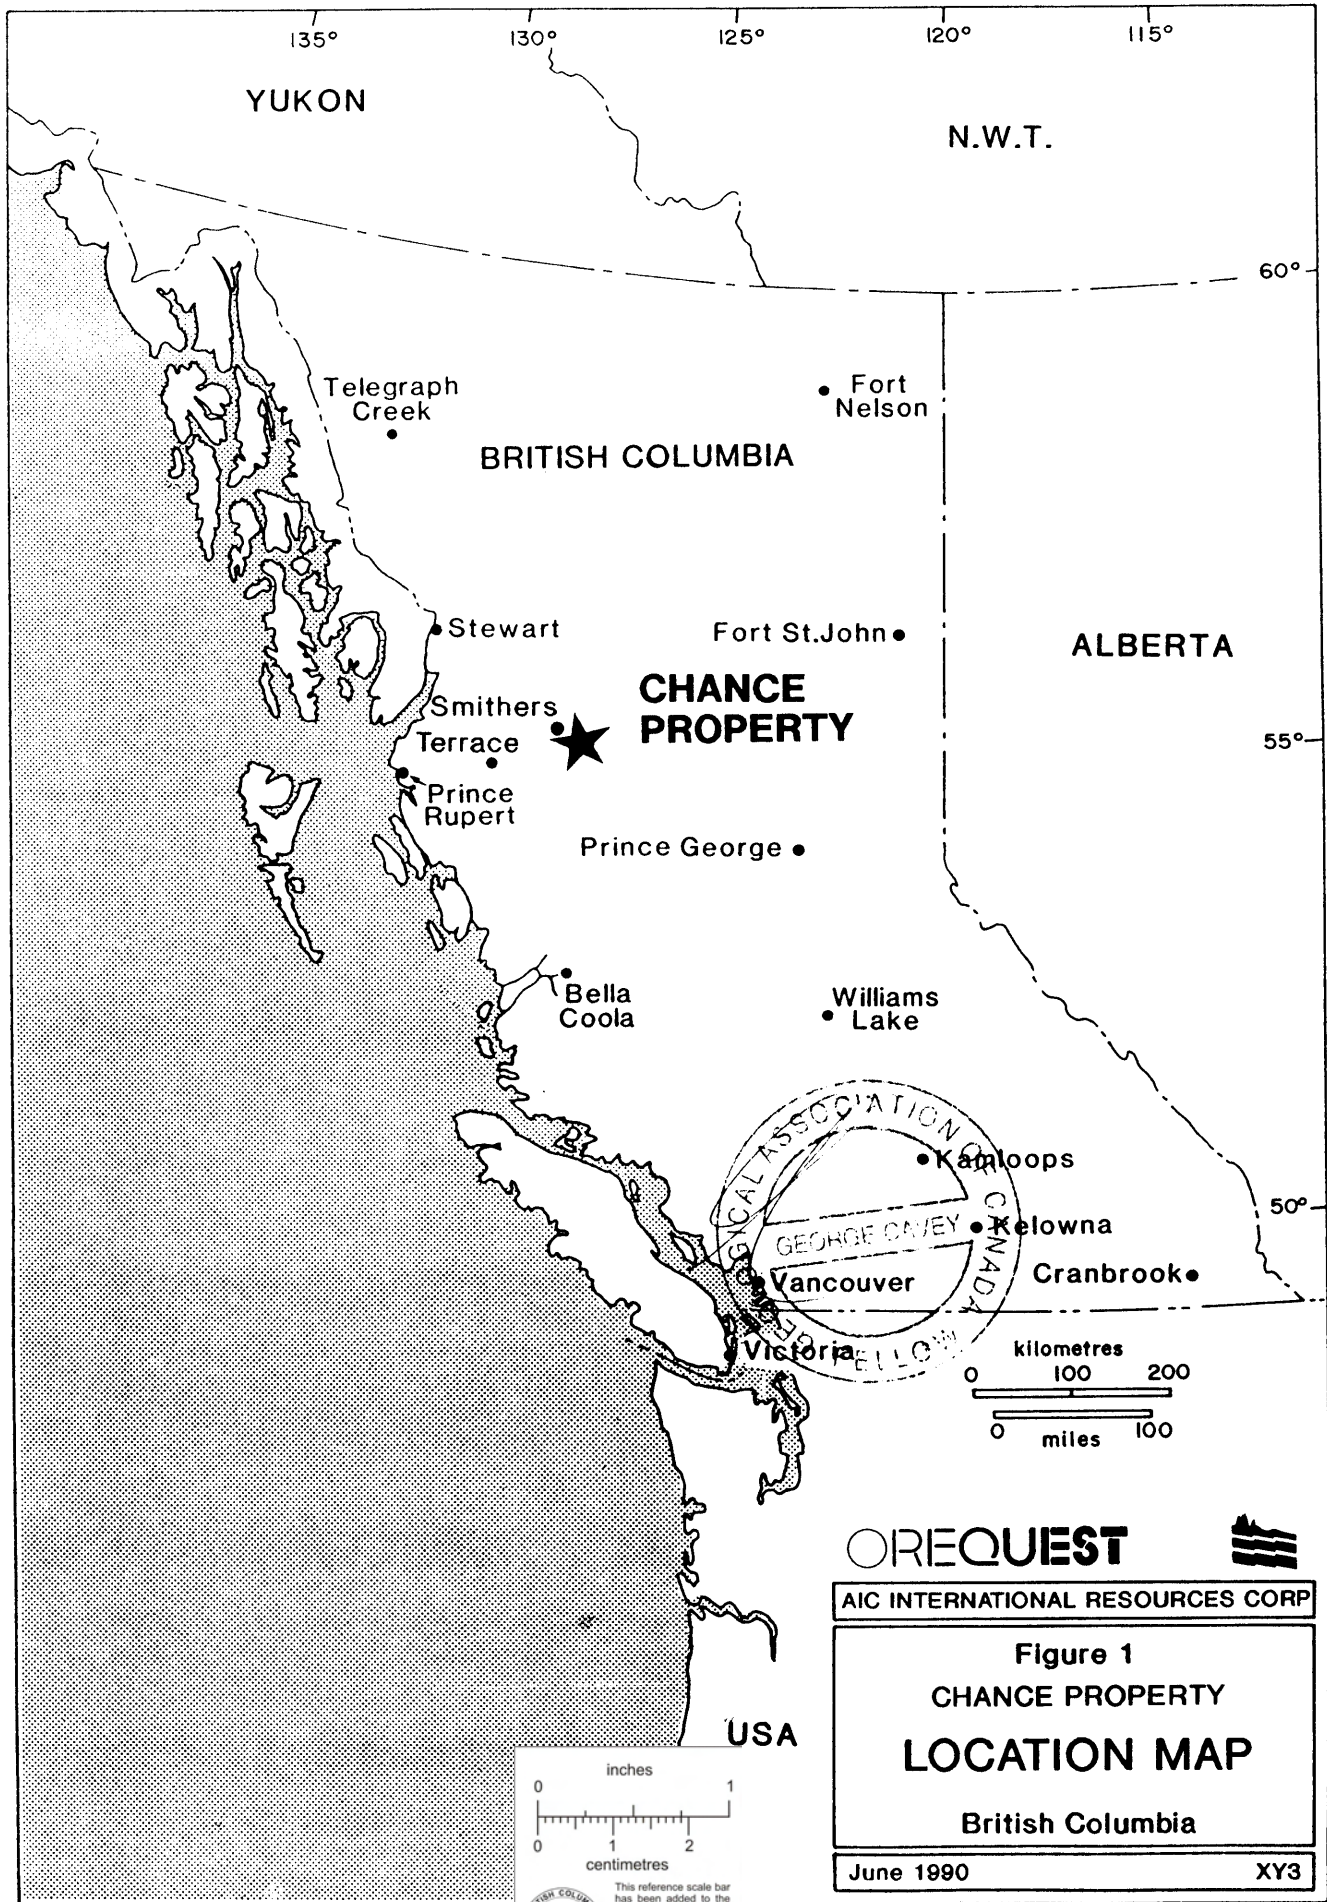 135°
130°
125°
120°
115°
YUKON
N.W.T.
60°
Telegraph
Creek
Fort
Nelson
BRITISH COLUMBIA
Stewart
Fort St.John
ALBERTA
CHANCE
PROPERTY
Smithers
Terrace
55°
Prince
Rupert
Prince George
Bella
Coola
Williams
Lake
ASSOCIATION OF CANADA
Kamloops
50°
GEORGE CAVEY
Kelowna
Cranbrook
Vancouver
Victoria
FELLOW
kilometres
0 100 200
0 100
miles
OREQUEST
AIC INTERNATIONAL RESOURCES CORP
Figure 1
CHANCE PROPERTY
LOCATION MAP
British Columbia
June 1990 XY3
USA
inches
0 1
0 1 2
centimetres
This reference scale bar
has been added to the